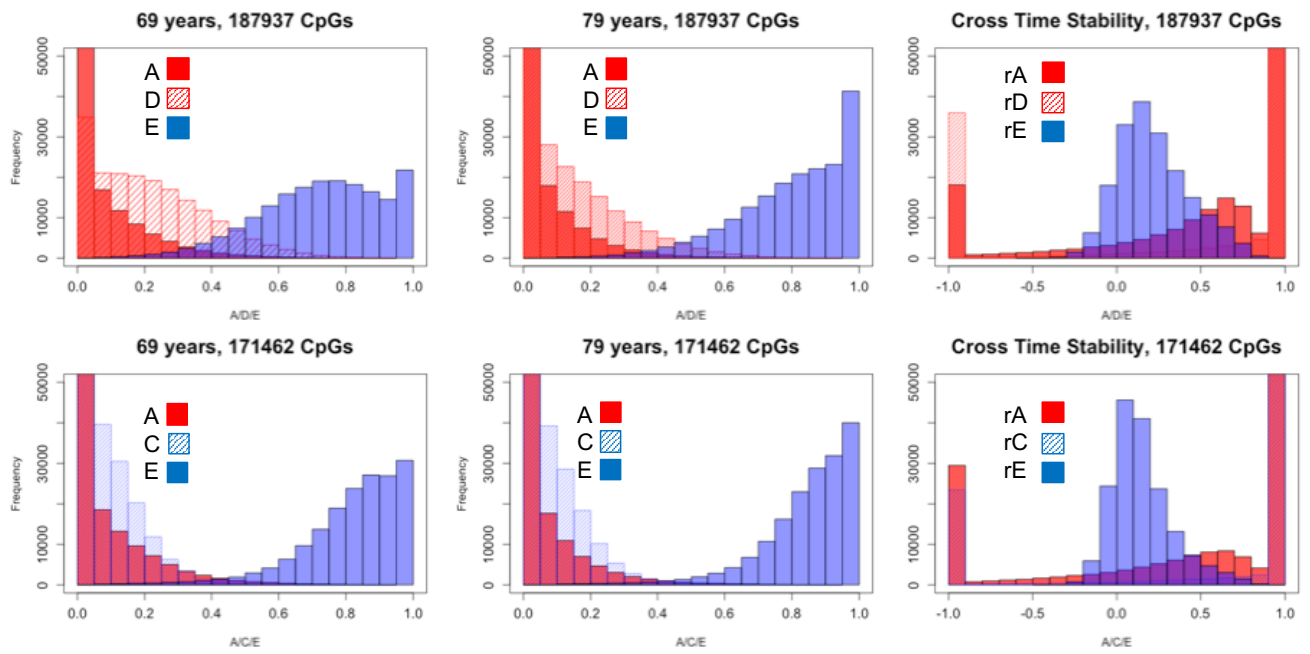 69 years, 187937 CpGs
Frequency
0 10000 30000 50000
A
D
E
0.0 0.2 0.4 0.6 0.8 1.0
A/D/E
79 years, 187937 CpGs
Frequency
0 10000 30000 50000
A
D
E
0.0 0.2 0.4 0.6 0.8 1.0
A/D/E
Cross Time Stability, 187937 CpGs
Frequency
0 10000 30000 50000
rA
rD
rE
-1.0 -0.5 0.0 0.5 1.0
A/D/E
69 years, 171462 CpGs
Frequency
0 10000 30000 50000
A
C
E
0.0 0.2 0.4 0.6 0.8 1.0
A/C/E
79 years, 171462 CpGs
Frequency
0 10000 30000 50000
A
C
E
0.0 0.2 0.4 0.6 0.8 1.0
A/C/E
Cross Time Stability, 171462 CpGs
Frequency
0 10000 30000 50000
rA
rC
rE
-1.0 -0.5 0.0 0.5 1.0
A/C/E